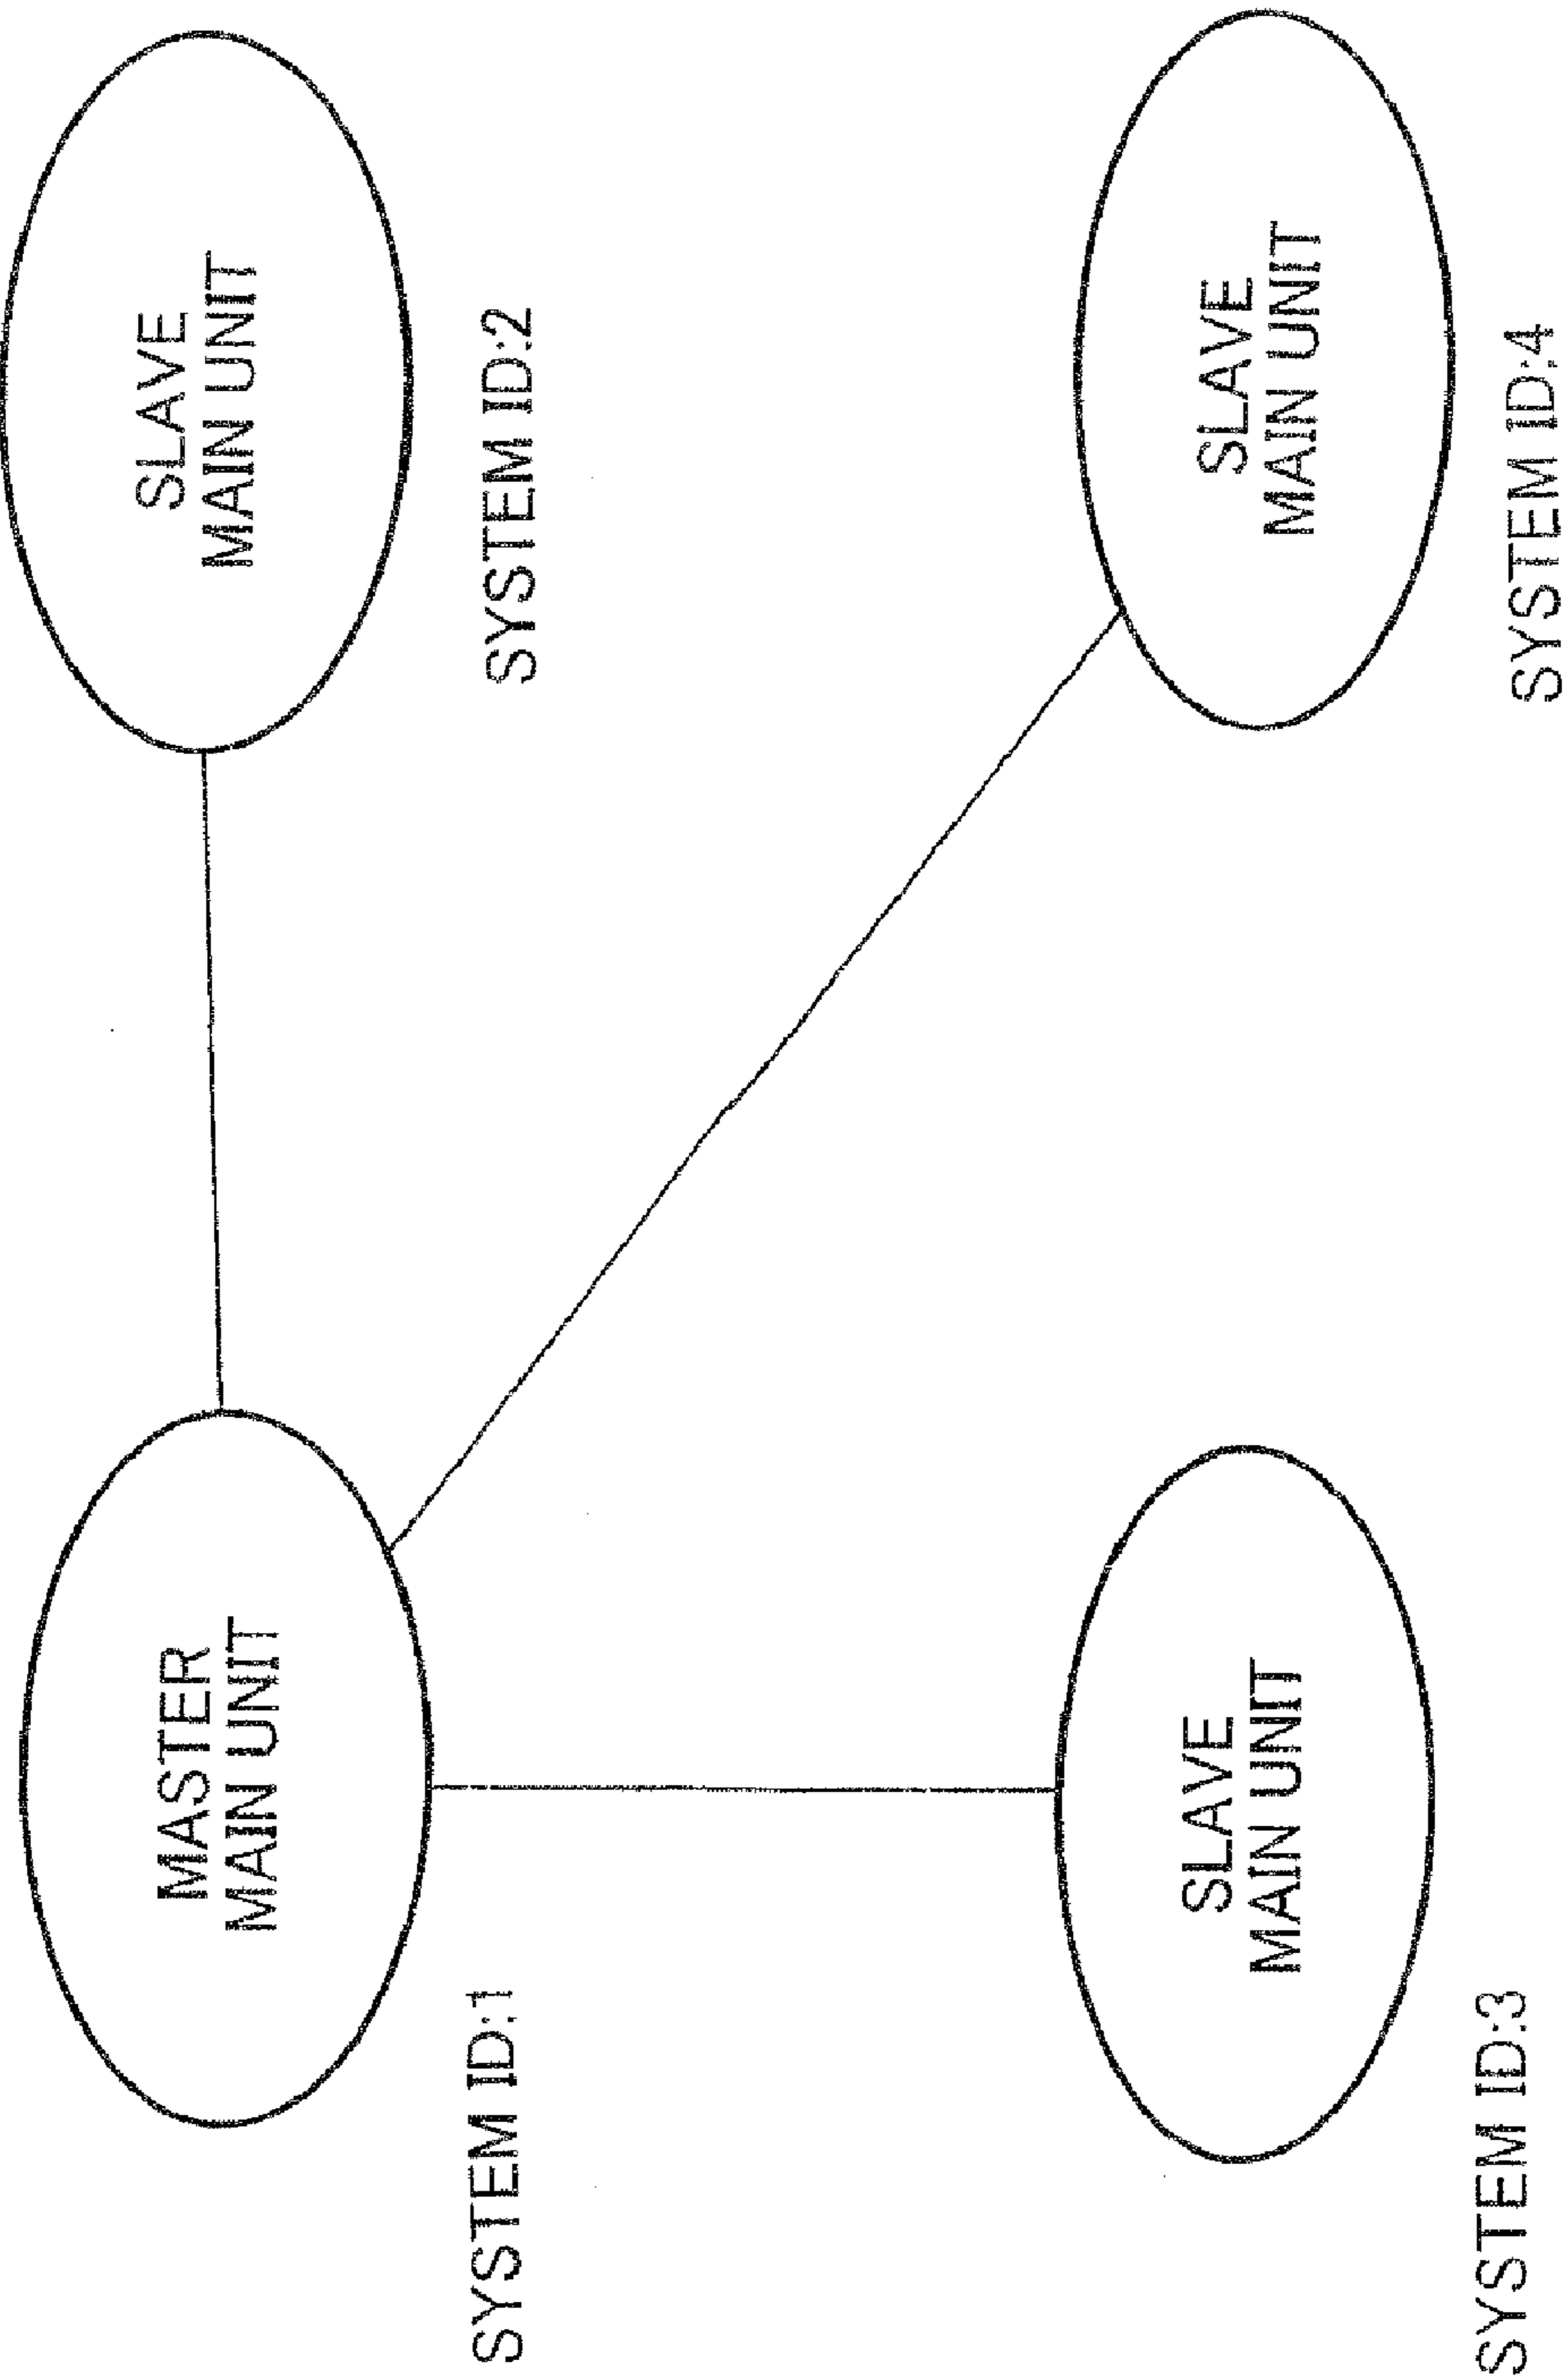 MASTER
MAIN UNIT
SYSTEM ID:1
SLAVE
MAIN UNIT
SYSTEM ID:2
SLAVE
MAIN UNIT
SYSTEM ID:3
SLAVE
MAIN UNIT
SYSTEM ID:4